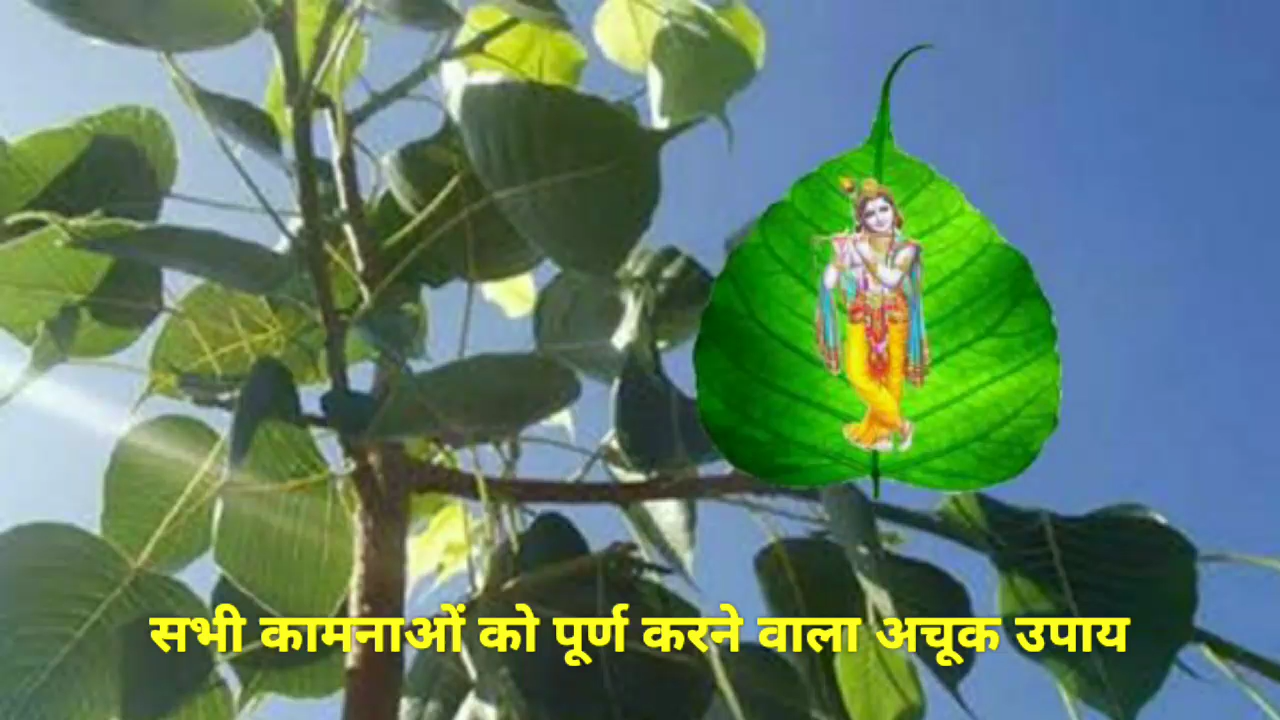 सभी कामनाओं को पूर्ण करने वाला अचूक उपाय